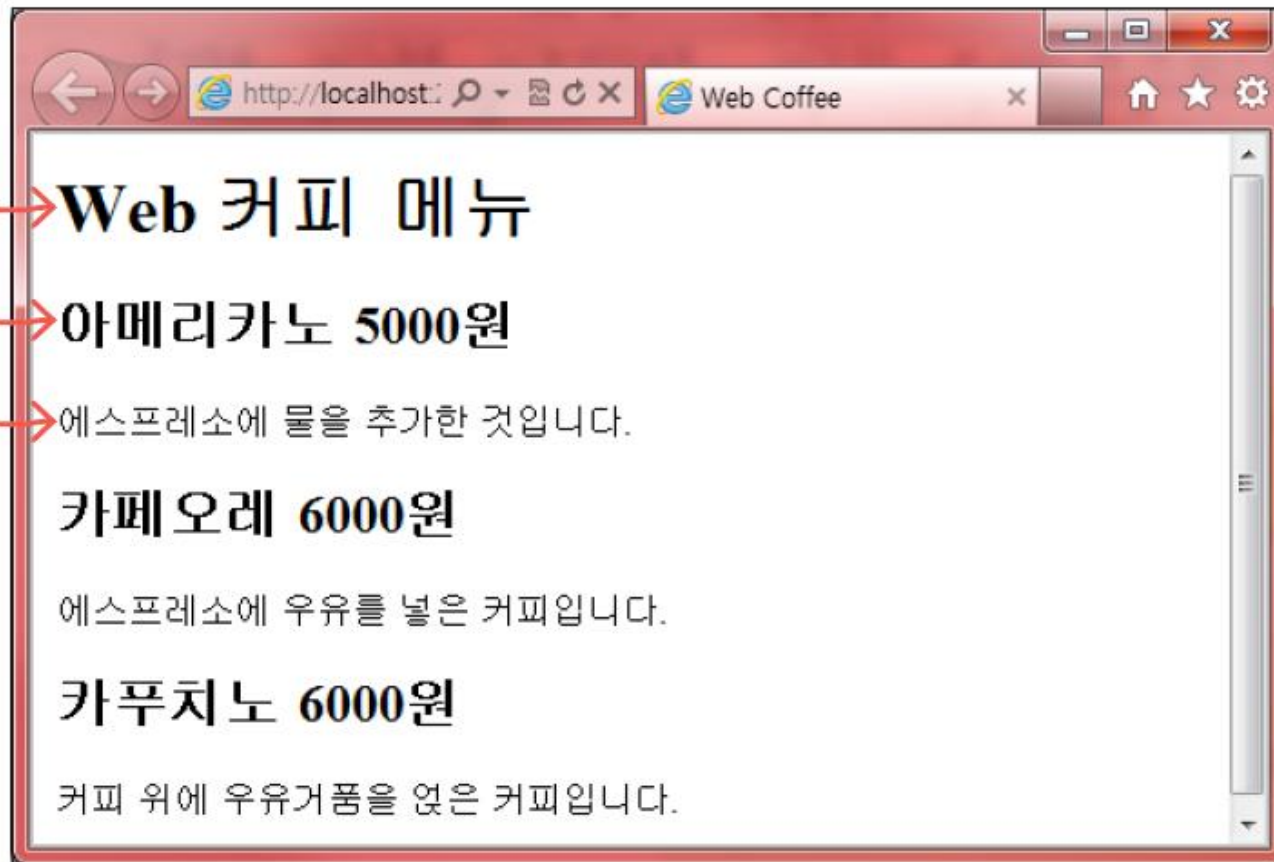 http://localhost:
Web Coffee
Web 커피 메뉴
아메리카노 5000원
에스프레소에 물을 추가한 것입니다.
카페오레 6000원
에스프레소에 우유를 넣은 커피입니다.
카푸치노 6000원
커피 위에 우유거품을 얹은 커피입니다.